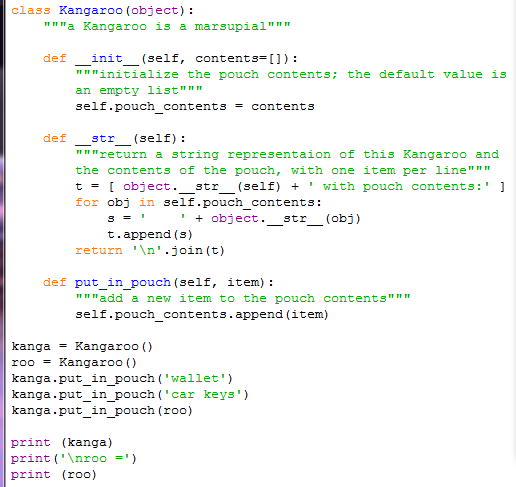 class Kangaroo(object):
    """a Kangaroo is a marsupial"""

    def __init__(self, contents=[]):
        """initialize the pouch contents; the default value is
        an empty list"""
        self.pouch_contents = contents

    def __str__(self):
        """return a string representaion of this Kangaroo and
        the contents of the pouch, with one item per line"""
        t = [ object.__str__(self) + ' with pouch contents:' ]
        for obj in self.pouch_contents:
            s = '    ' + object.__str__(obj)
            t.append(s)
        return '\n'.join(t)

    def put_in_pouch(self, item):
        """add a new item to the pouch contents"""
        self.pouch_contents.append(item)

kanga = Kangaroo()
roo = Kangaroo()
kanga.put_in_pouch('wallet')
kanga.put_in_pouch('car keys')
kanga.put_in_pouch(roo)

print (kanga)
print('\nroo =')
print (roo)